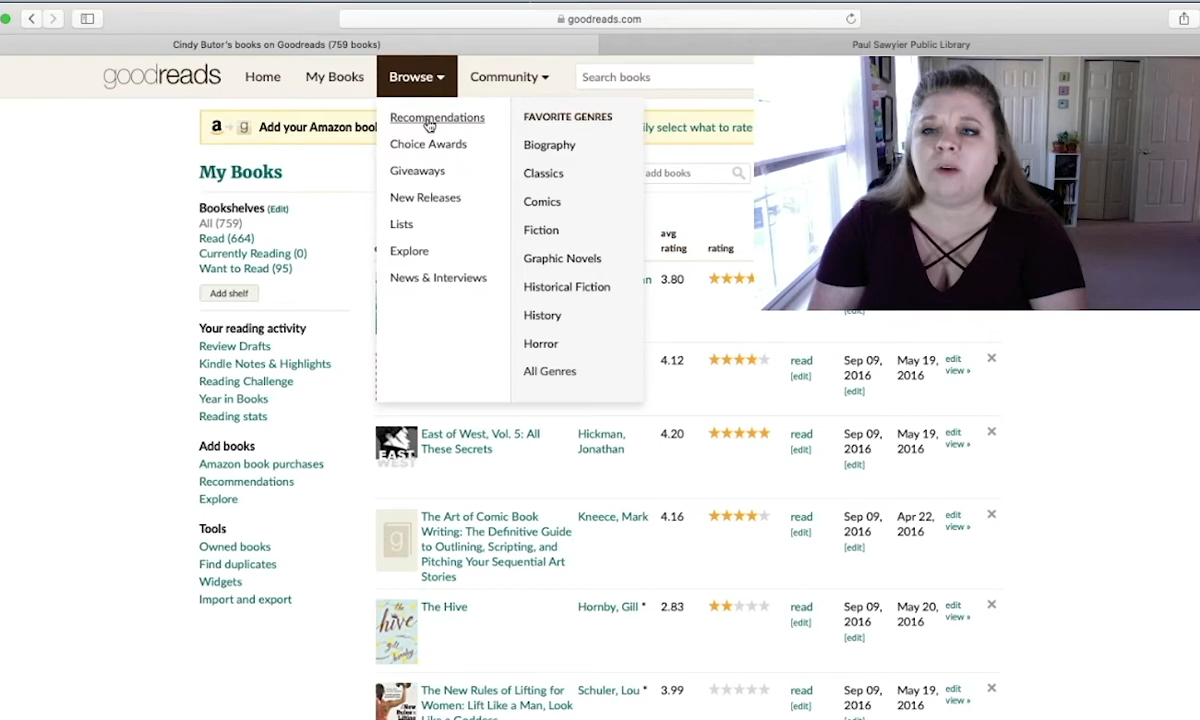 goodreads.com
Cindy Butor's books on Goodreads (759 books)
Paul Sawyier Public Library
goodreads
Home
My Books
Browse
Community
Search books
a
g
Add your Amazon
ily select what to rate
Recommendations
Choice Awards
Giveaways
New Releases
Lists
Explore
News & Interviews
FAVORITE GENRES
Biography
Classics
Comics
Fiction
Graphic Novels
Historical Fiction
History
Horror
All Genres
My Books
Bookshelves (Edit)
All (759)
Read (664)
Currently Reading (0)
Want to Read (95)
Add shelf
Your reading activity
Review Drafts
Kindle Notes & Highlights
Reading Challenge
Year in Books
Reading stats
Add books
Amazon book purchases
Recommendations
Explore
Tools
Owned books
Find duplicates
Widgets
Import and export
add books
avg
rating
rating
3.80
4.12
read
[edit]
Sep 09,
2016
[edit]
May 19,
2016
edit
view »
EAST
WEST
East of West, Vol. 5: All
These Secrets
Hickman,
Jonathan
4.20
read
[edit]
Sep 09,
2016
[edit]
May 19,
2016
edit
view »
g
The Art of Comic Book
Writing: The Definitive Guide
to Outlining, Scripting, and
Pitching Your Sequential Art
Stories
Kneece, Mark
4.16
read
[edit]
Sep 09,
2016
[edit]
Apr 22,
2016
edit
view »
the
hive
gill
hornby
The Hive
Hornby, Gill *
2.83
read
[edit]
Sep 09,
2016
[edit]
May 20,
2016
edit
view »
The New Rules of Lifting for
Women: Lift Like a Man, Look
Schuler, Lou *
3.99
read
[edit]
Sep 09,
2016
May 19,
2016
edit
view »